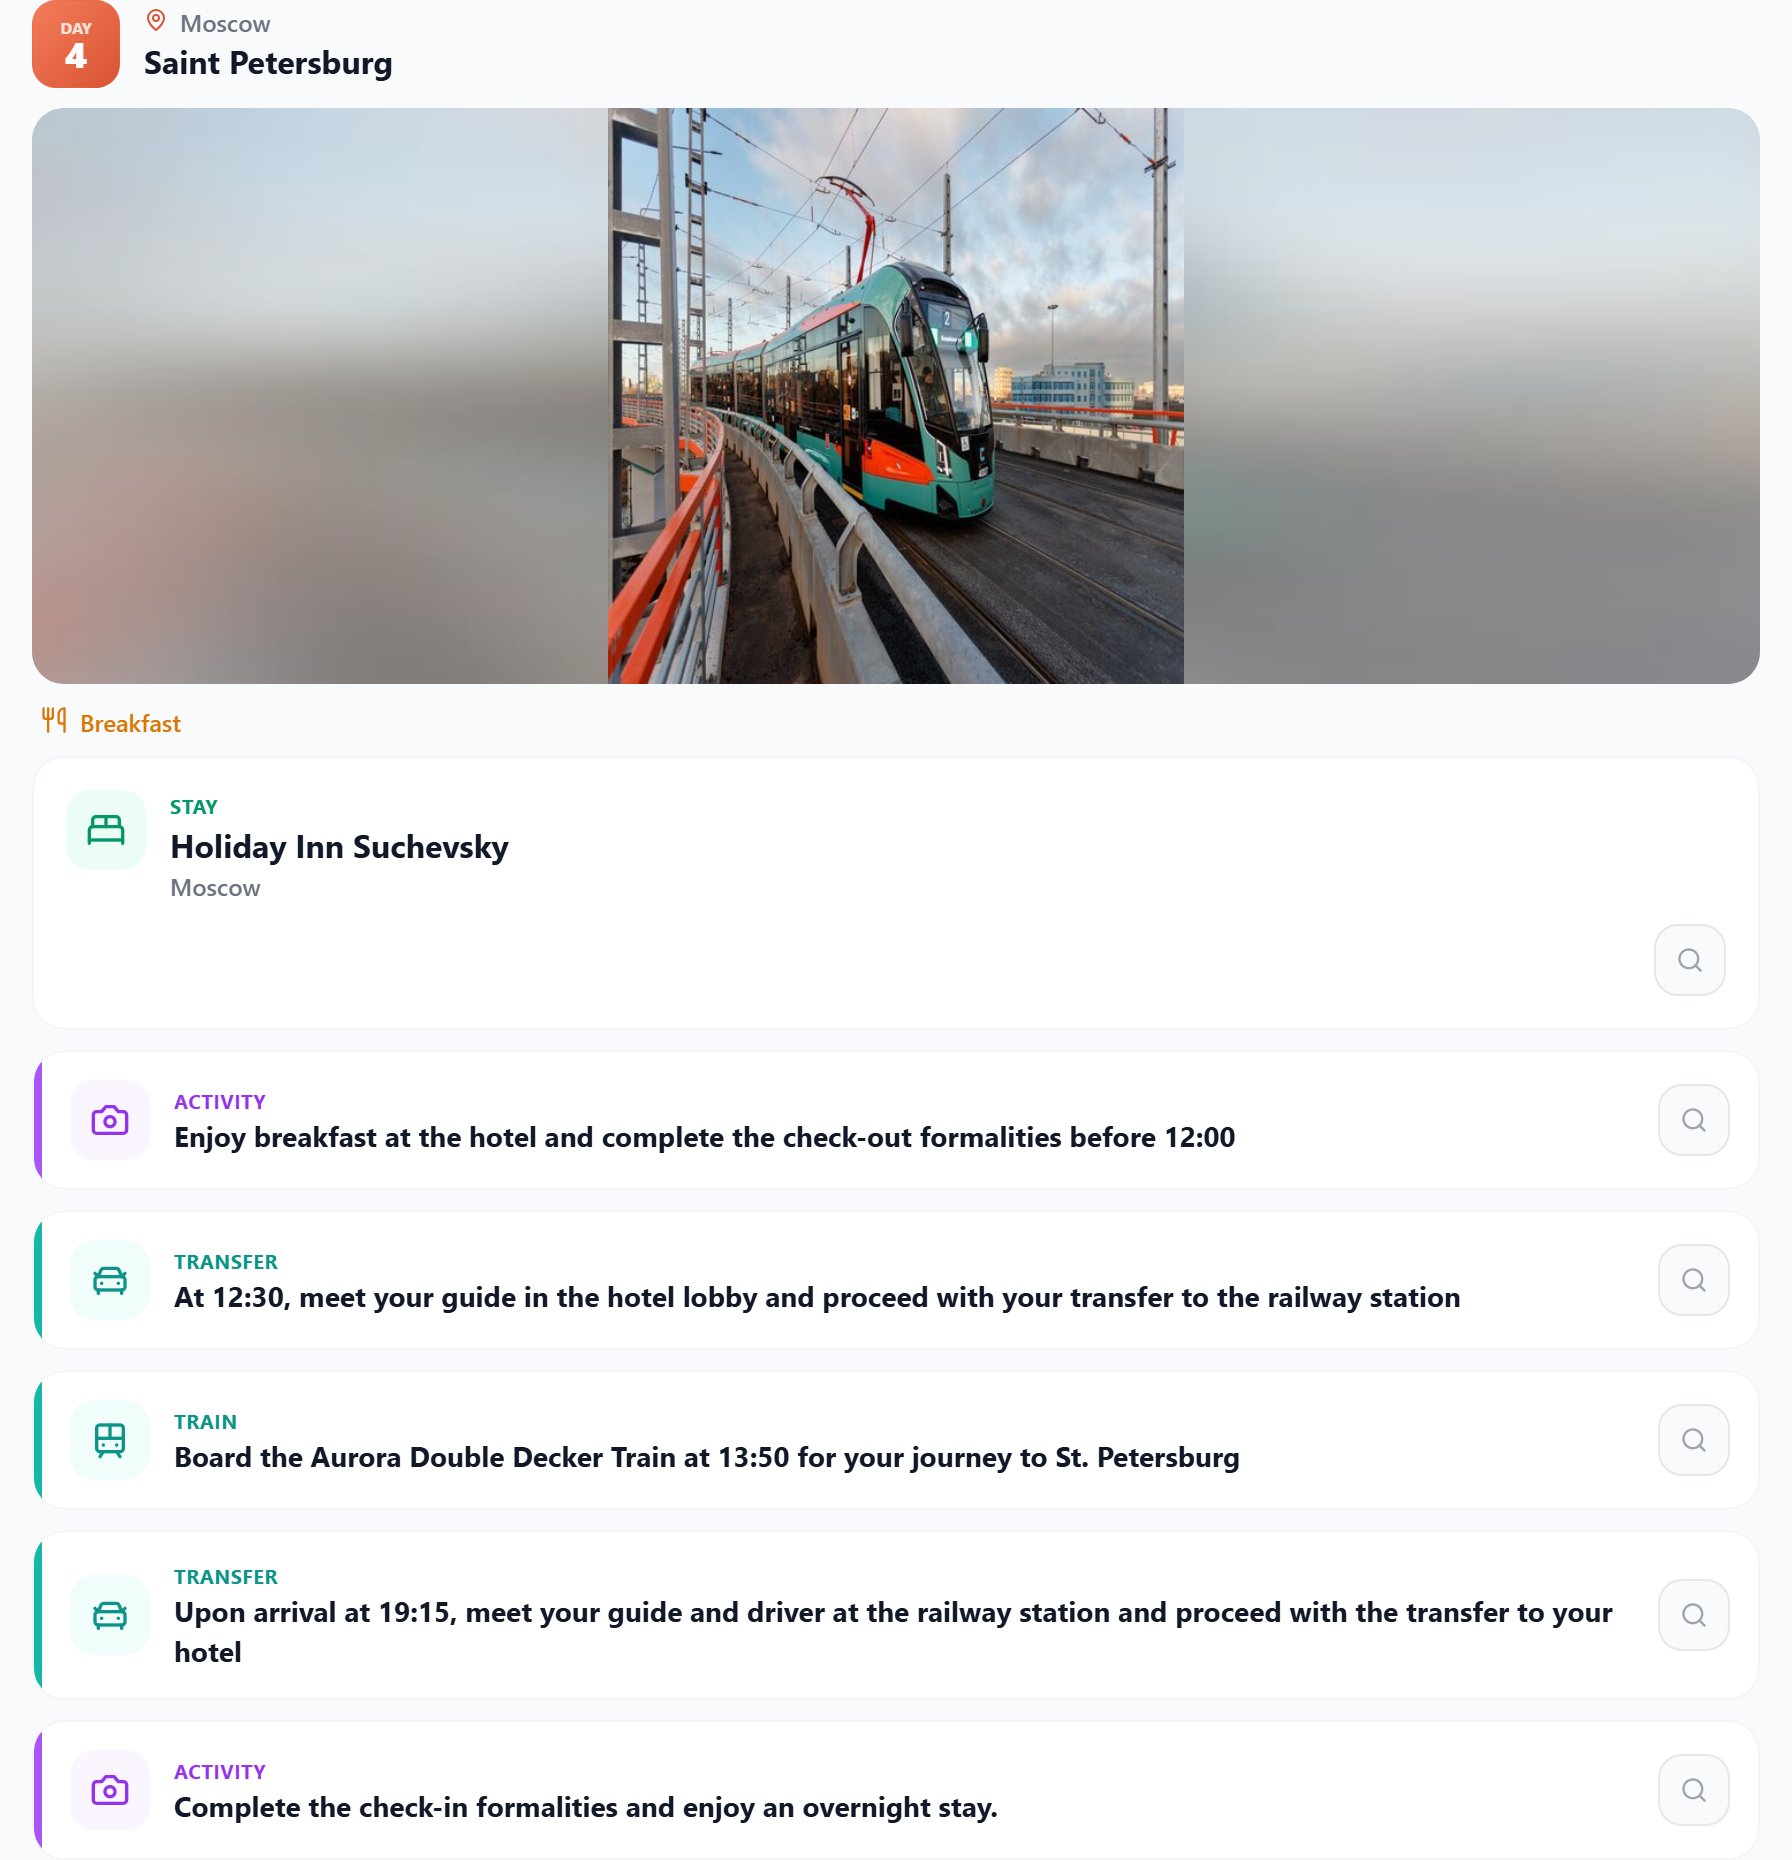 DAY
4
Moscow
Saint Petersburg
2
Breakfast
STAY
Holiday Inn Suchevsky
Moscow
ACTIVITY
Enjoy breakfast at the hotel and complete the check-out formalities before 12:00
TRANSFER
At 12:30, meet your guide in the hotel lobby and proceed with your transfer to the railway station
TRAIN
Board the Aurora Double Decker Train at 13:50 for your journey to St. Petersburg
TRANSFER
Upon arrival at 19:15, meet your guide and driver at the railway station and proceed with the transfer to your
hotel
ACTIVITY
Complete the check-in formalities and enjoy an overnight stay.